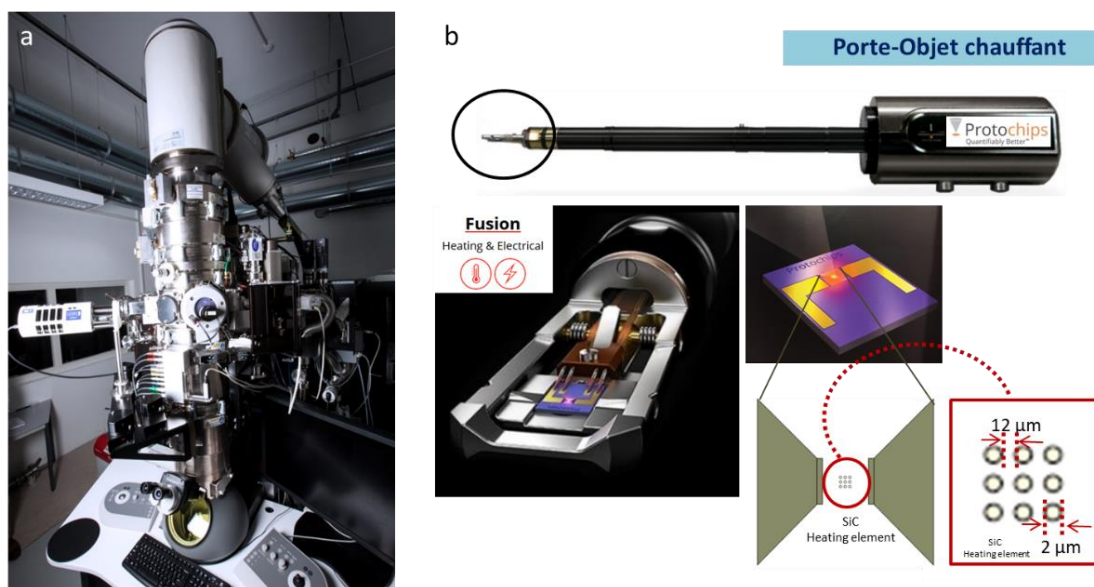 a
b
Porte-Objet chauffant
Protochips
Quantifiably Better
Fusion
Heating & Electrical
Protochips
SiC
Heating element
12 µm
2 µm
SiC
Heating element